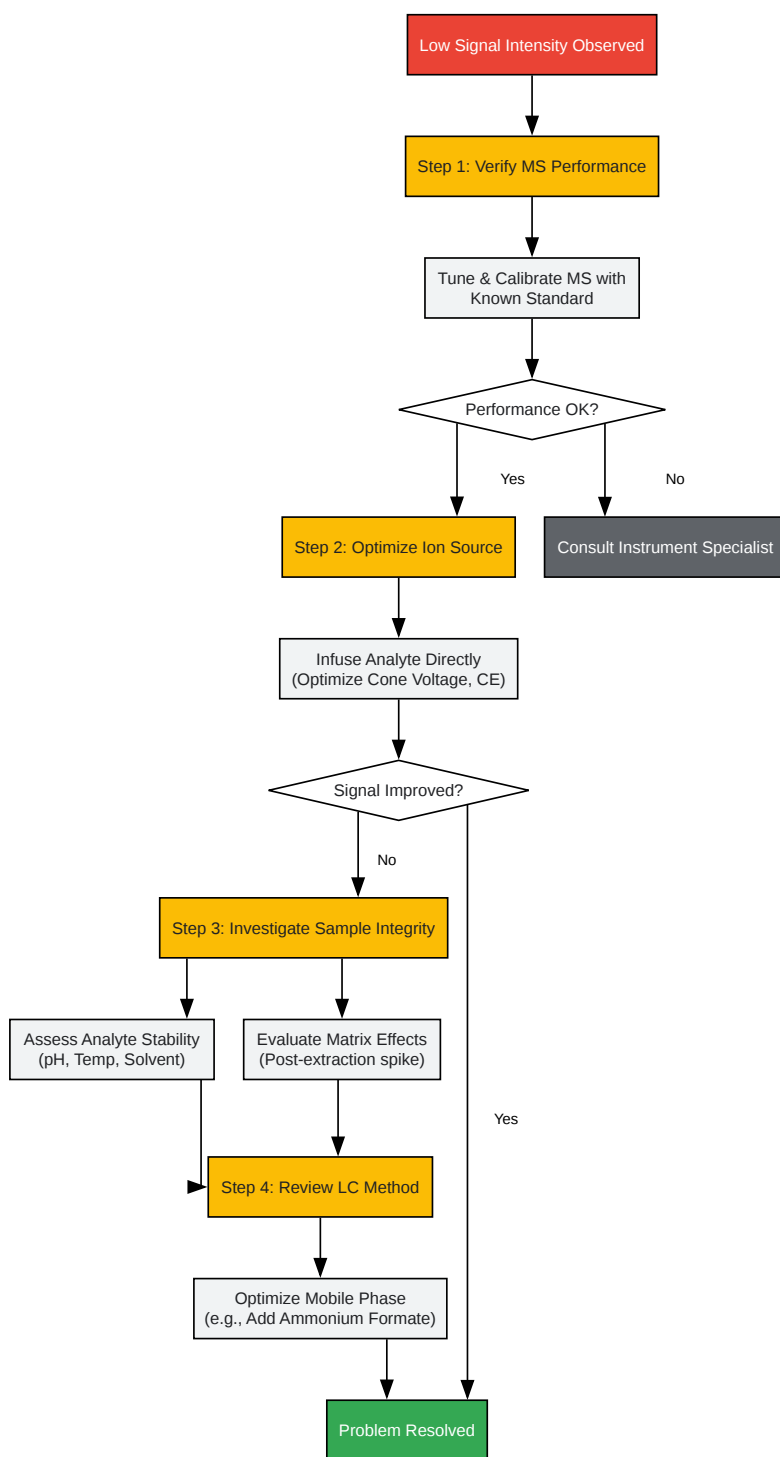 Low Signal Intensity Observed
Step 1: Verify MS Performance
Tune & Calibrate MS with
Known Standard
Performance OK?
Yes
No
Step 2: Optimize Ion Source
Consult Instrument Specialist
Infuse Analyte Directly
(Optimize Cone Voltage, CE)
Signal Improved?
No
Step 3: Investigate Sample Integrity
Assess Analyte Stability
(pH, Temp, Solvent)
Evaluate Matrix Effects
(Post-extraction spike)
Yes
Step 4: Review LC Method
Optimize Mobile Phase
(e.g., Add Ammonium Formate)
Problem Resolved